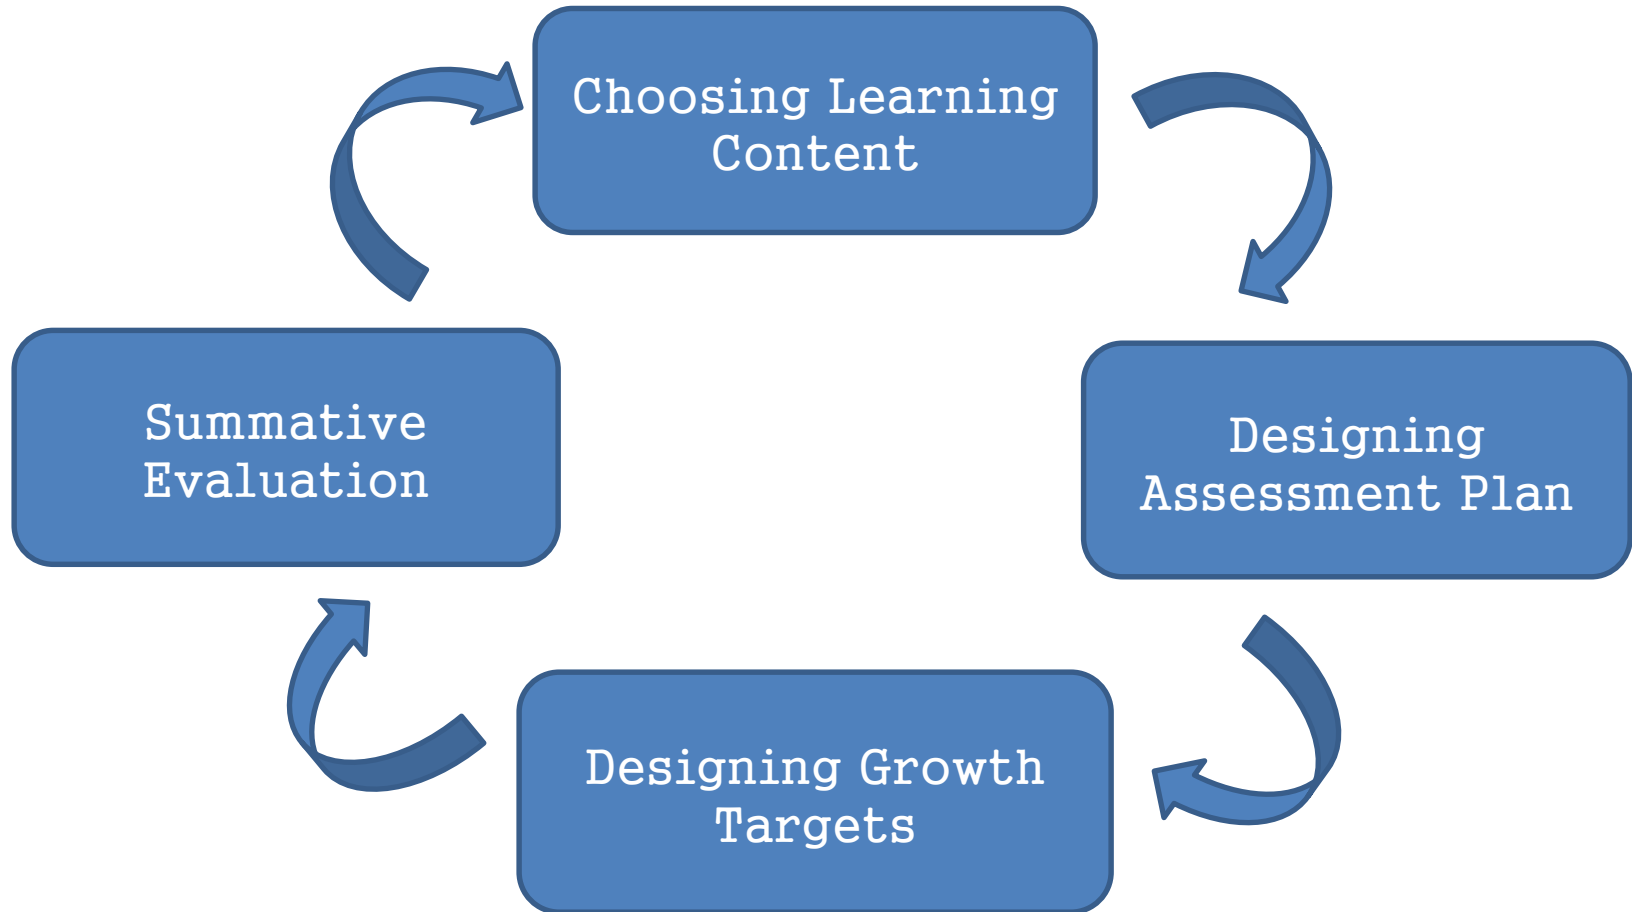 Choosing Learning
Content
Summative
Evaluation
Designing
Assessment Plan
Designing Growth
Targets